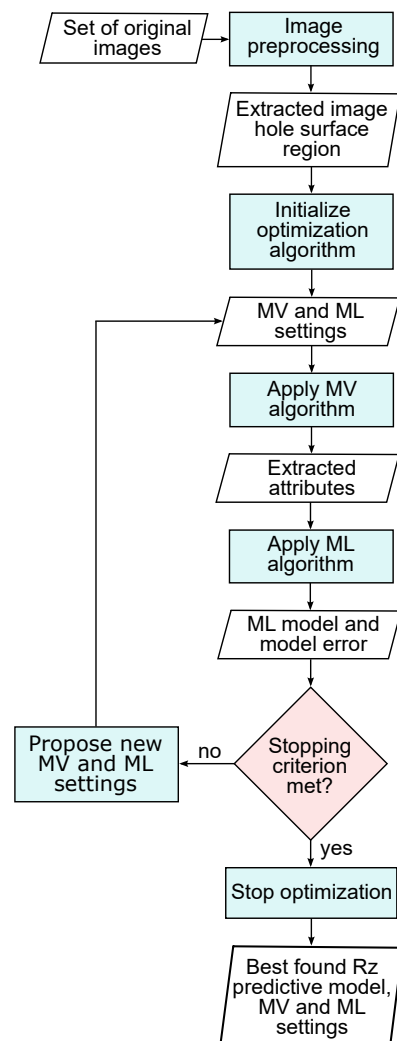 Set of original
images
Image
preprocessing
Extracted image
hole surface
region
Initialize
optimization
algorithm
MV and ML
settings
Apply MV
algorithm
Extracted
attributes
Apply ML
algorithm
ML model and
model error
Stopping
criterion
met?
no
Propose new
MV and ML
settings
yes
Stop optimization
Best found Rz
predictive model,
MV and ML
settings